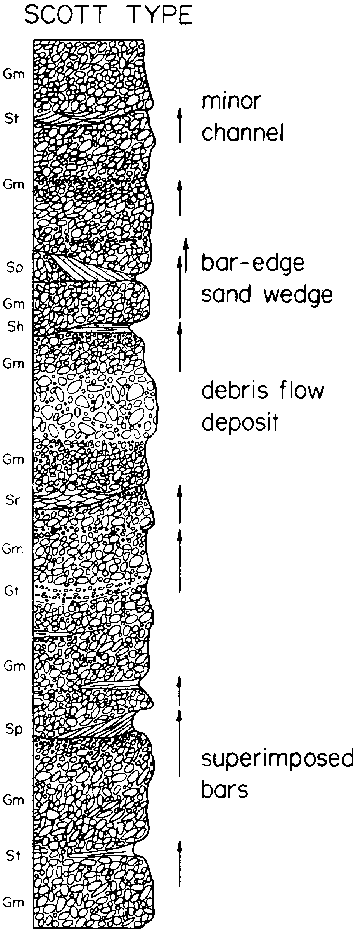 SCOTT TYPE
Gm
St
minor
channel
Gm
Sp
bar-edge
sand wedge
Gm
Sh
Gm
debris flow
deposit
Gm
Sr
Gm
Gt
Gm
Sp
superimposed
bars
Gm
St
Gm